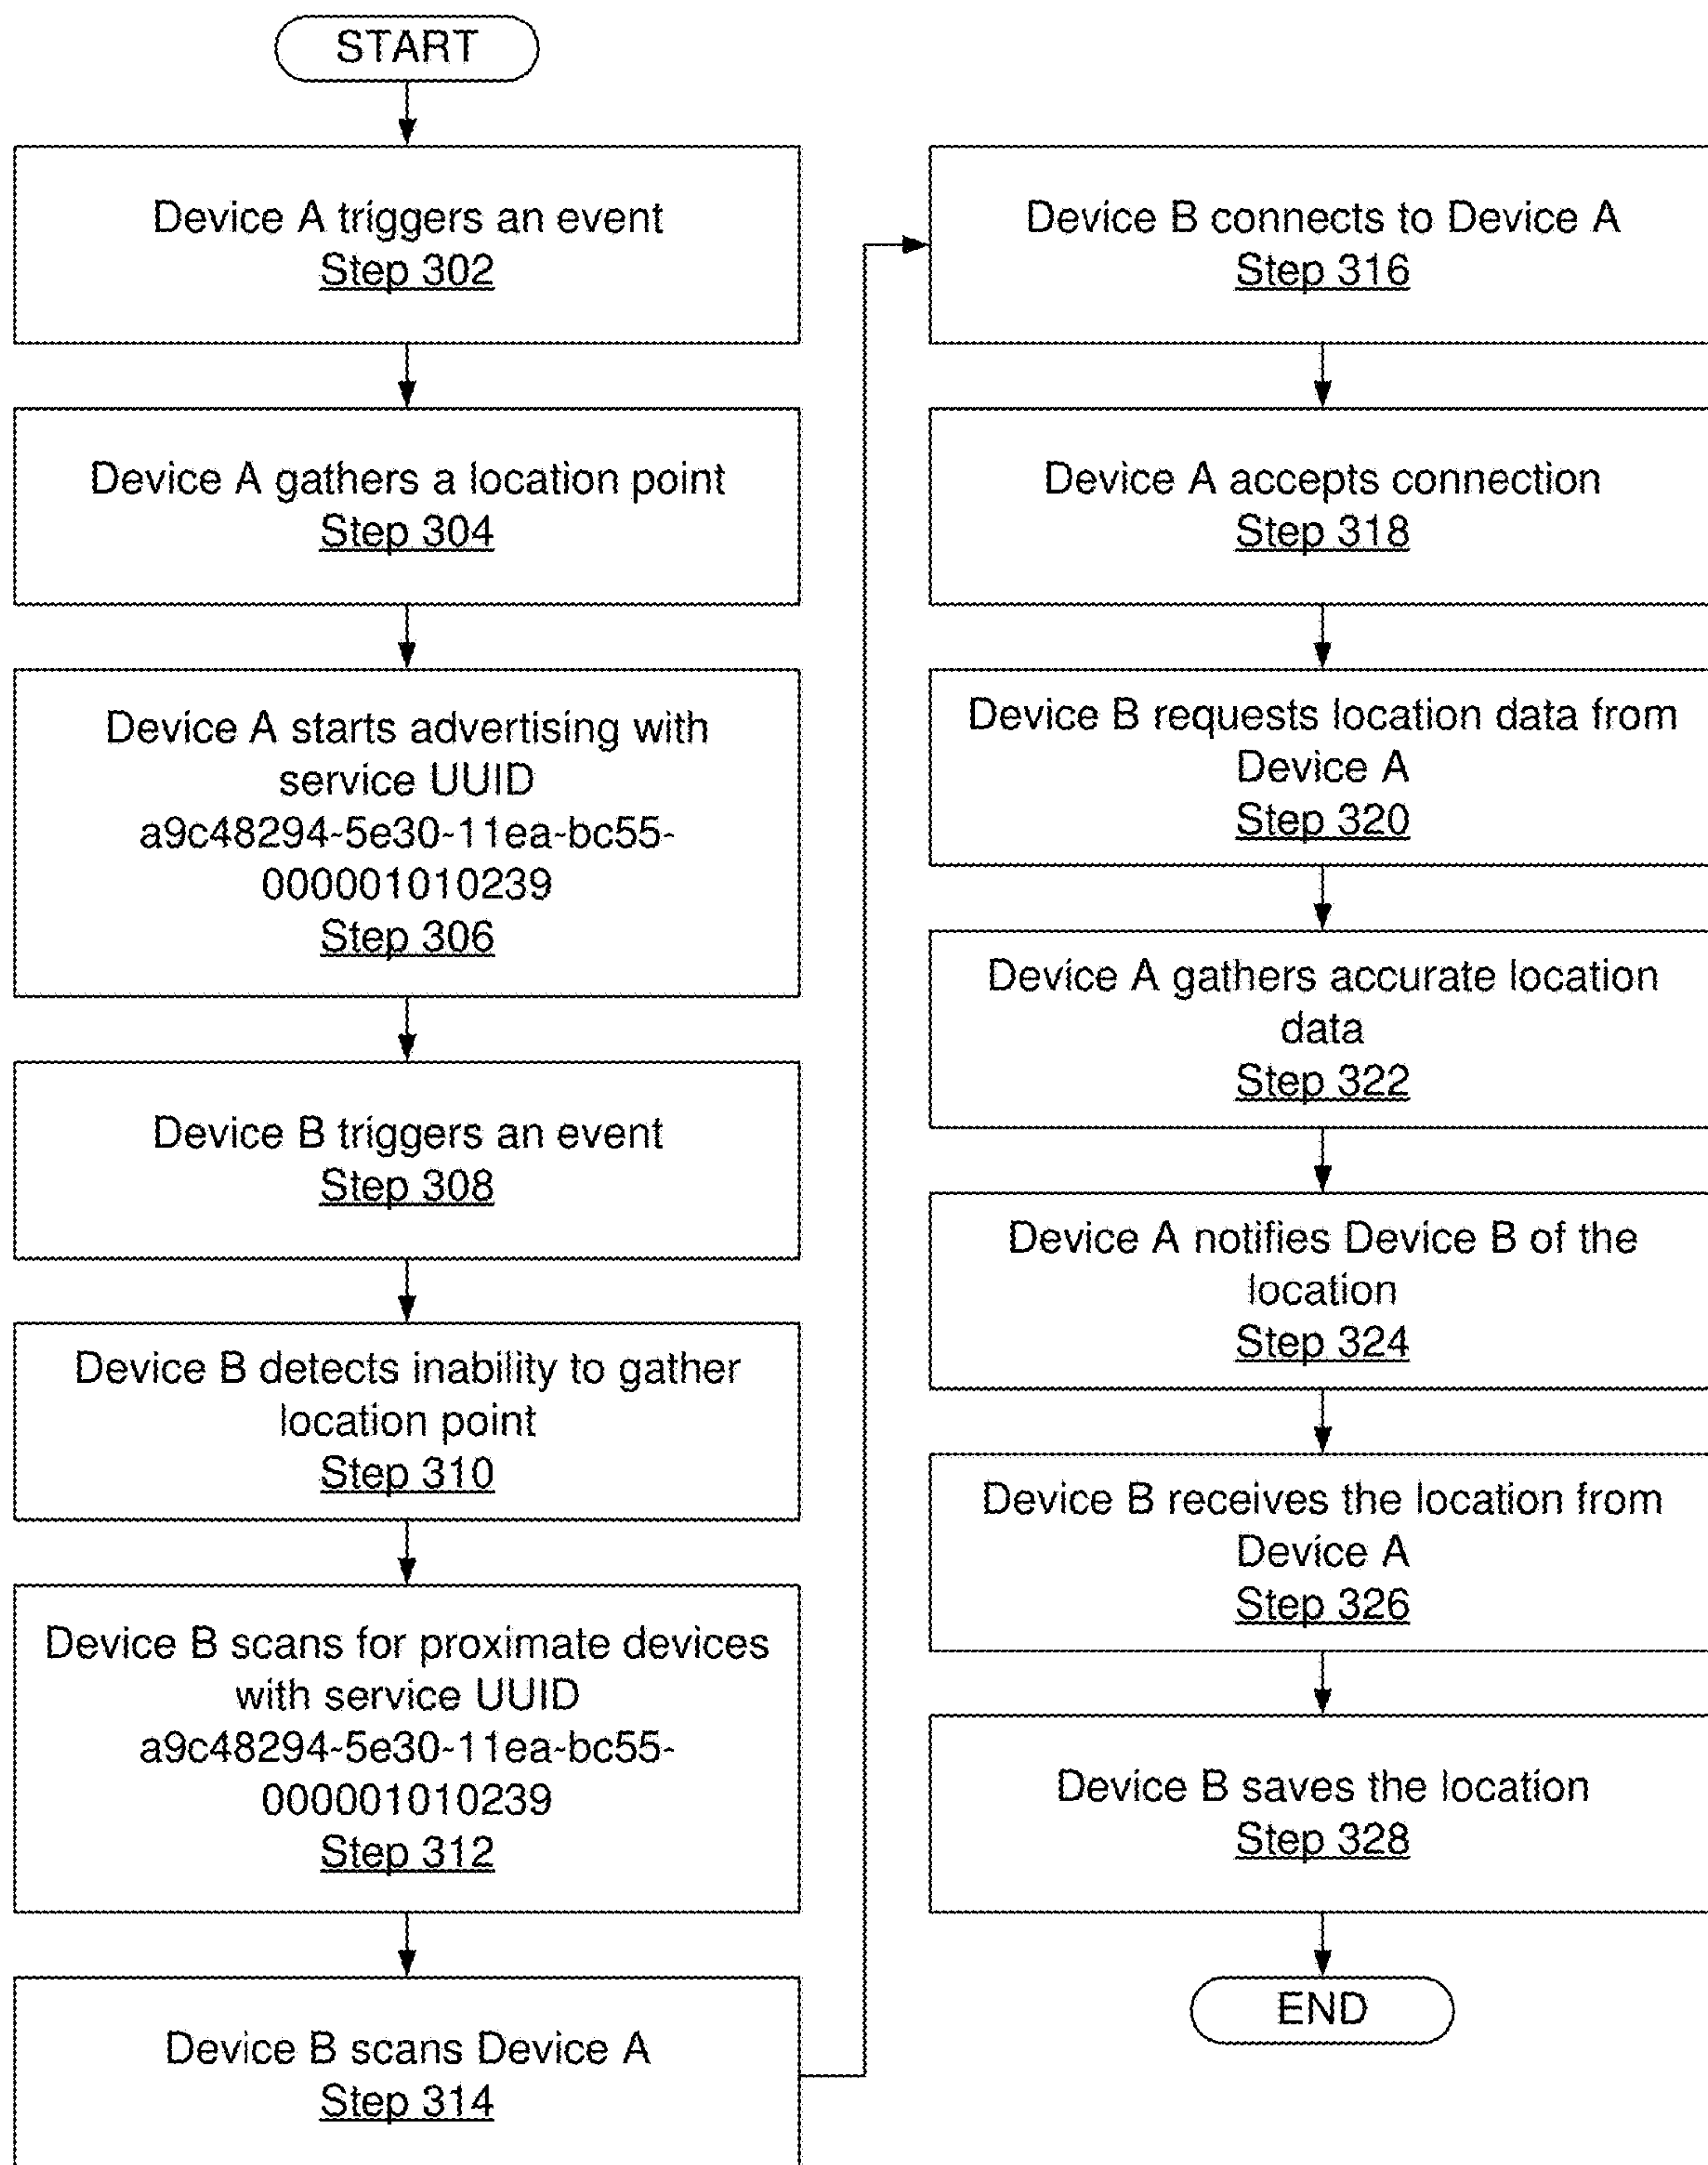 START
Device A triggers an event
Step 302
Device A gathers a location point
Step 304
Device A starts advertising with
service UUID
a9c48294-5e30-11ea-bc55-
000001010239
Step 306
Device B triggers an event
Step 308
Device B detects inability to gather
location point
Step 310
Device B scans for proximate devices
with service UUID
a9c48294-5e30-11ea-bc55-
000001010239
Step 312
Device B scans Device A
Step 314
Device B connects to Device A
Step 316
Device A accepts connection
Step 318
Device B requests location data from
Device A
Step 320
Device A gathers accurate location
data
Step 322
Device A notifies Device B of the
location
Step 324
Device B receives the location from
Device A
Step 326
Device B saves the location
Step 328
END